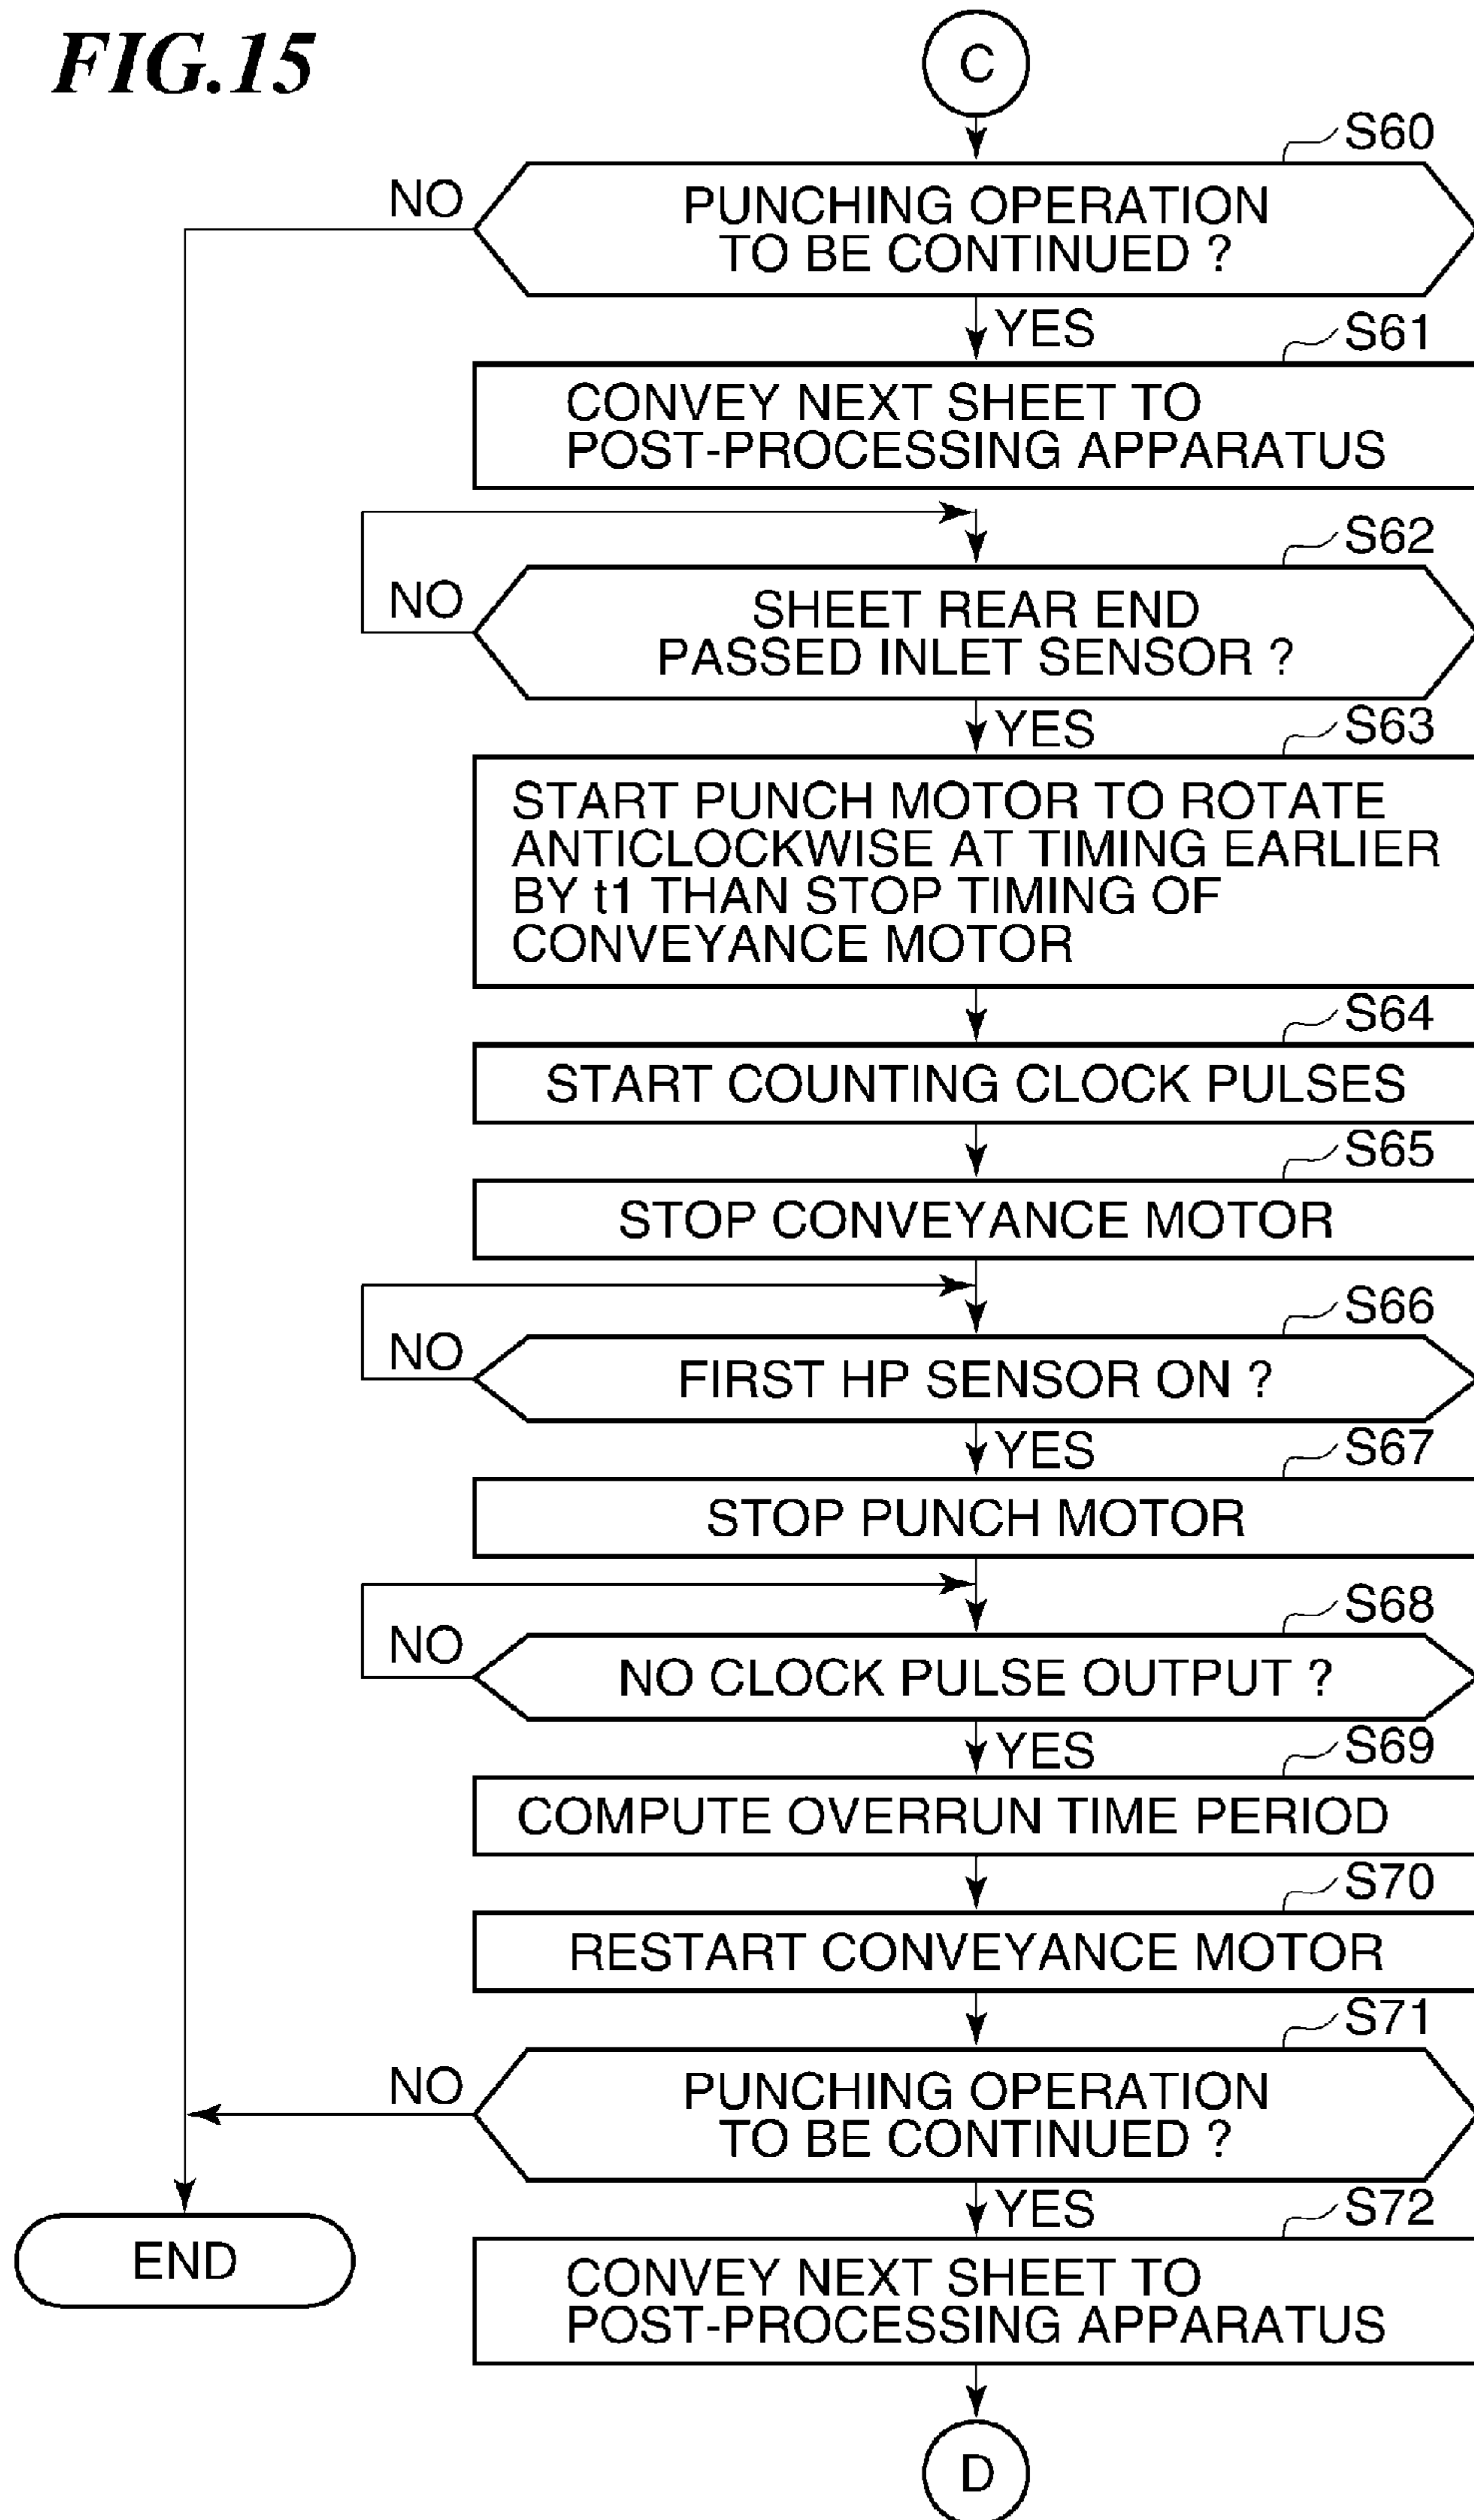 FIG.15
C
S60
NO
PUNCHING OPERATION
TO BE CONTINUED ?
YES
S61
CONVEY NEXT SHEET TO
POST-PROCESSING APPARATUS
S62
NO
SHEET REAR END
PASSED INLET SENSOR ?
YES
S63
START PUNCH MOTOR TO ROTATE
ANTICLOCKWISE AT TIMING EARLIER
BY t1 THAN STOP TIMING OF
CONVEYANCE MOTOR
S64
START COUNTING CLOCK PULSES
S65
STOP CONVEYANCE MOTOR
S66
NO
FIRST HP SENSOR ON ?
YES
S67
STOP PUNCH MOTOR
S68
NO
NO CLOCK PULSE OUTPUT ?
YES
S69
COMPUTE OVERRUN TIME PERIOD
S70
RESTART CONVEYANCE MOTOR
S71
NO
PUNCHING OPERATION
TO BE CONTINUED ?
YES
S72
END
CONVEY NEXT SHEET TO
POST-PROCESSING APPARATUS
D